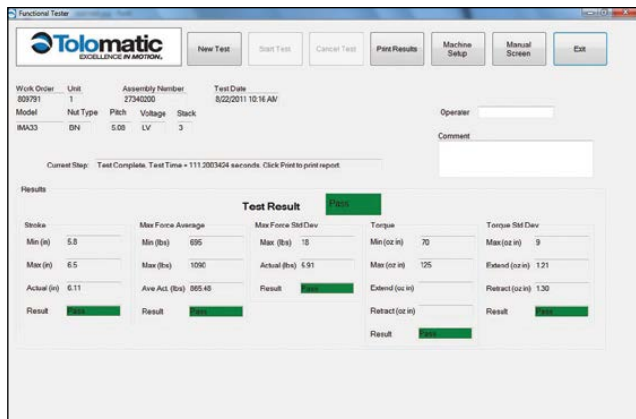 Functional Tester
Tolomatic
EXCELLENCE IN MOTION.
New Test Start Test Cancel Test Print Results Machine Setup Manual Screen Exit
Work Order Unit Assembly Number Test Date
809791 1 27340200 8/22/2011 10:16 AM
Model Nut Type Pitch Voltage Stack
IMA33 BN 5.08 LV 3
Operator
Comment
Current Step: Test Complete. Test Time = 111.2003424 seconds. Click Print to print report.
Results
Test Result Pass
Stroke Max Force Average Max Force Std Dev Torque Torque Std Dev
Min (in) 5.8 Min (lbs) 695 Max (lbs) 18 Min (oz in) 70 Max (oz in) 9
Max (in) 6.5 Max (lbs) 1090 Actual (lbs) 6.91 Max (oz in) 125 Extend (oz in) 1.21
Actual (in) 6.11 Ave Act. (lbs) 865.48 Result Pass Extend (oz in) Retract (oz in) 1.30
Result Pass Result Pass Retract (oz in) Result Pass
Result Pass